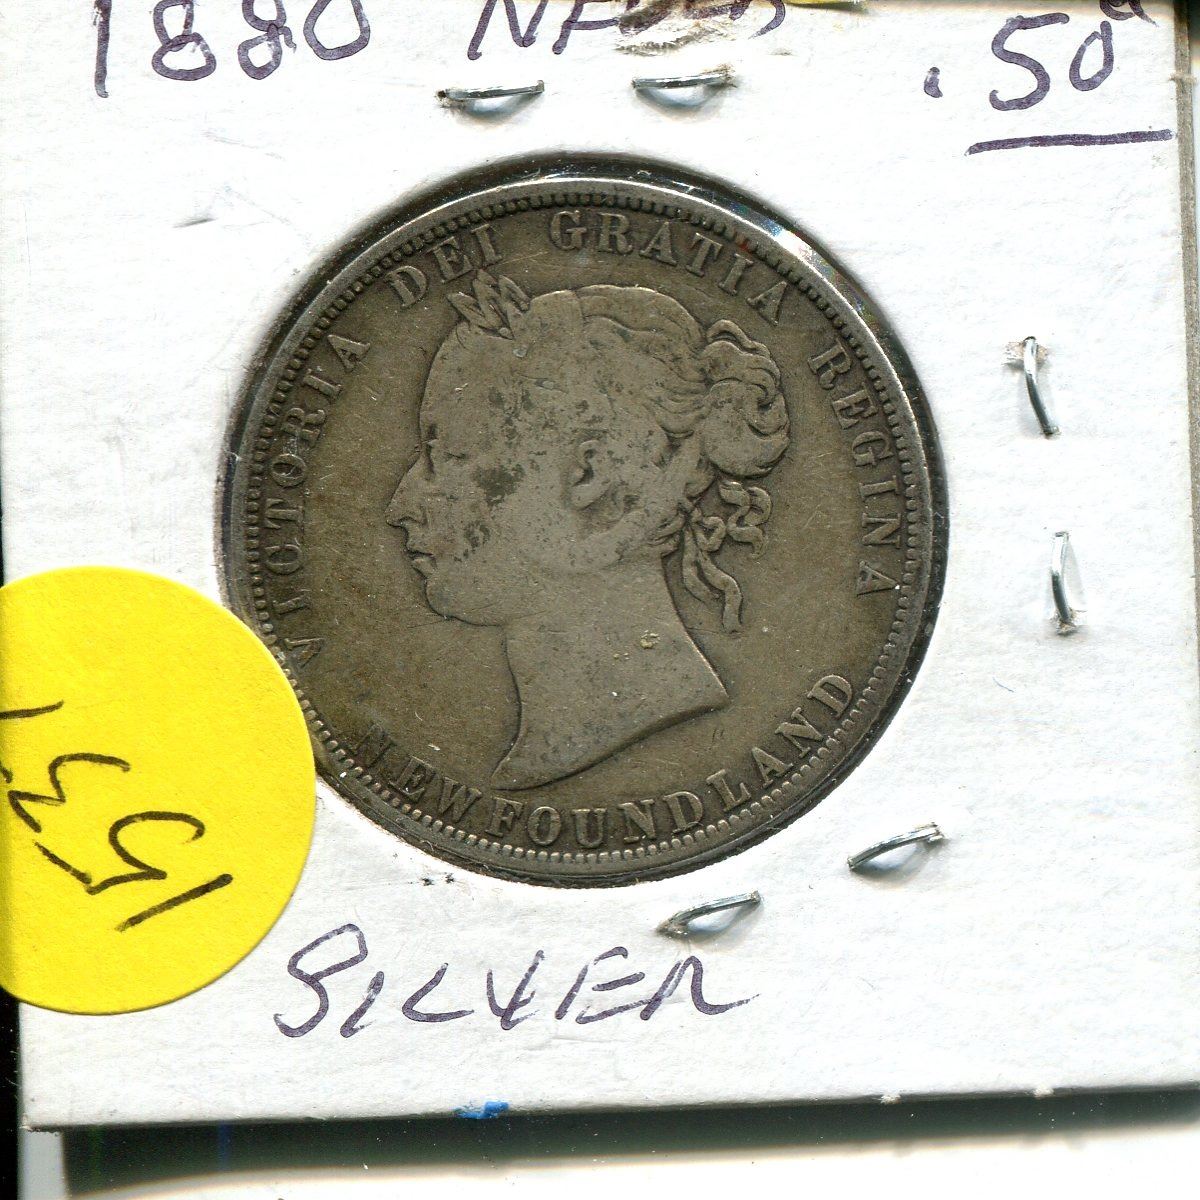 1880 NFLD .50¢
VICTORIA DEI GRATIA REGINA
NEWFOUNDLAND
SILVER